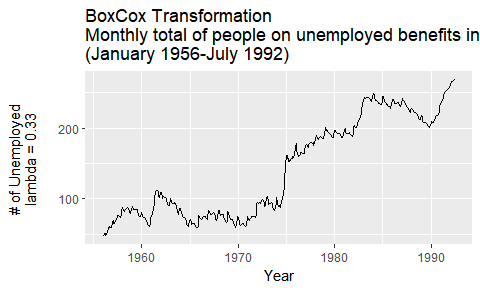 BoxCox Transformation
Monthly total of people on unemployed benefits in
(January 1956-July 1992)
# of Unemployed
lambda = 0.33
200
100
1960
1970
1980
1990
Year